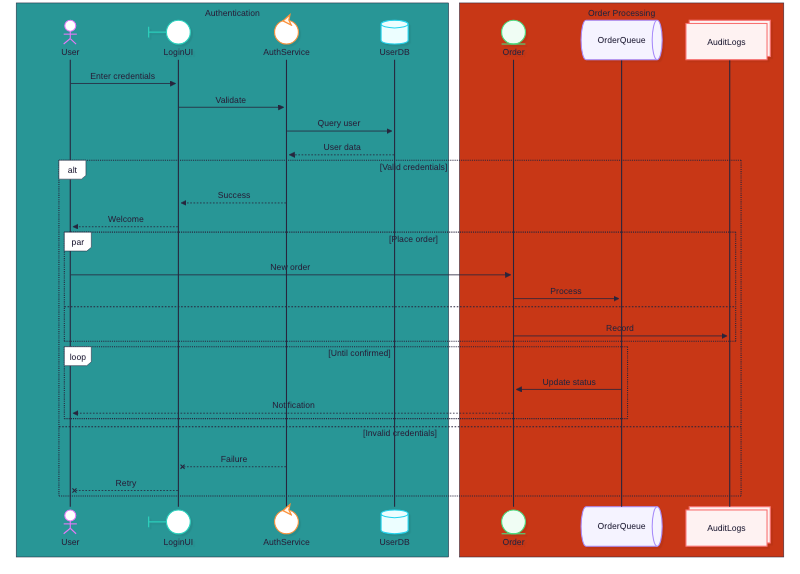 Authentication
Order Processing
User
LoginUI
AuthService
UserDB
Order
OrderQueue
AuditLogs
Enter credentials
Validate
Query user
User data
alt
[Valid credentials]
Success
Welcome
par
[Place order]
New order
Process
Record
loop
[Until confirmed]
Update status
Notification
[Invalid credentials]
Failure
Retry
User
LoginUI
AuthService
UserDB
Order
OrderQueue
AuditLogs